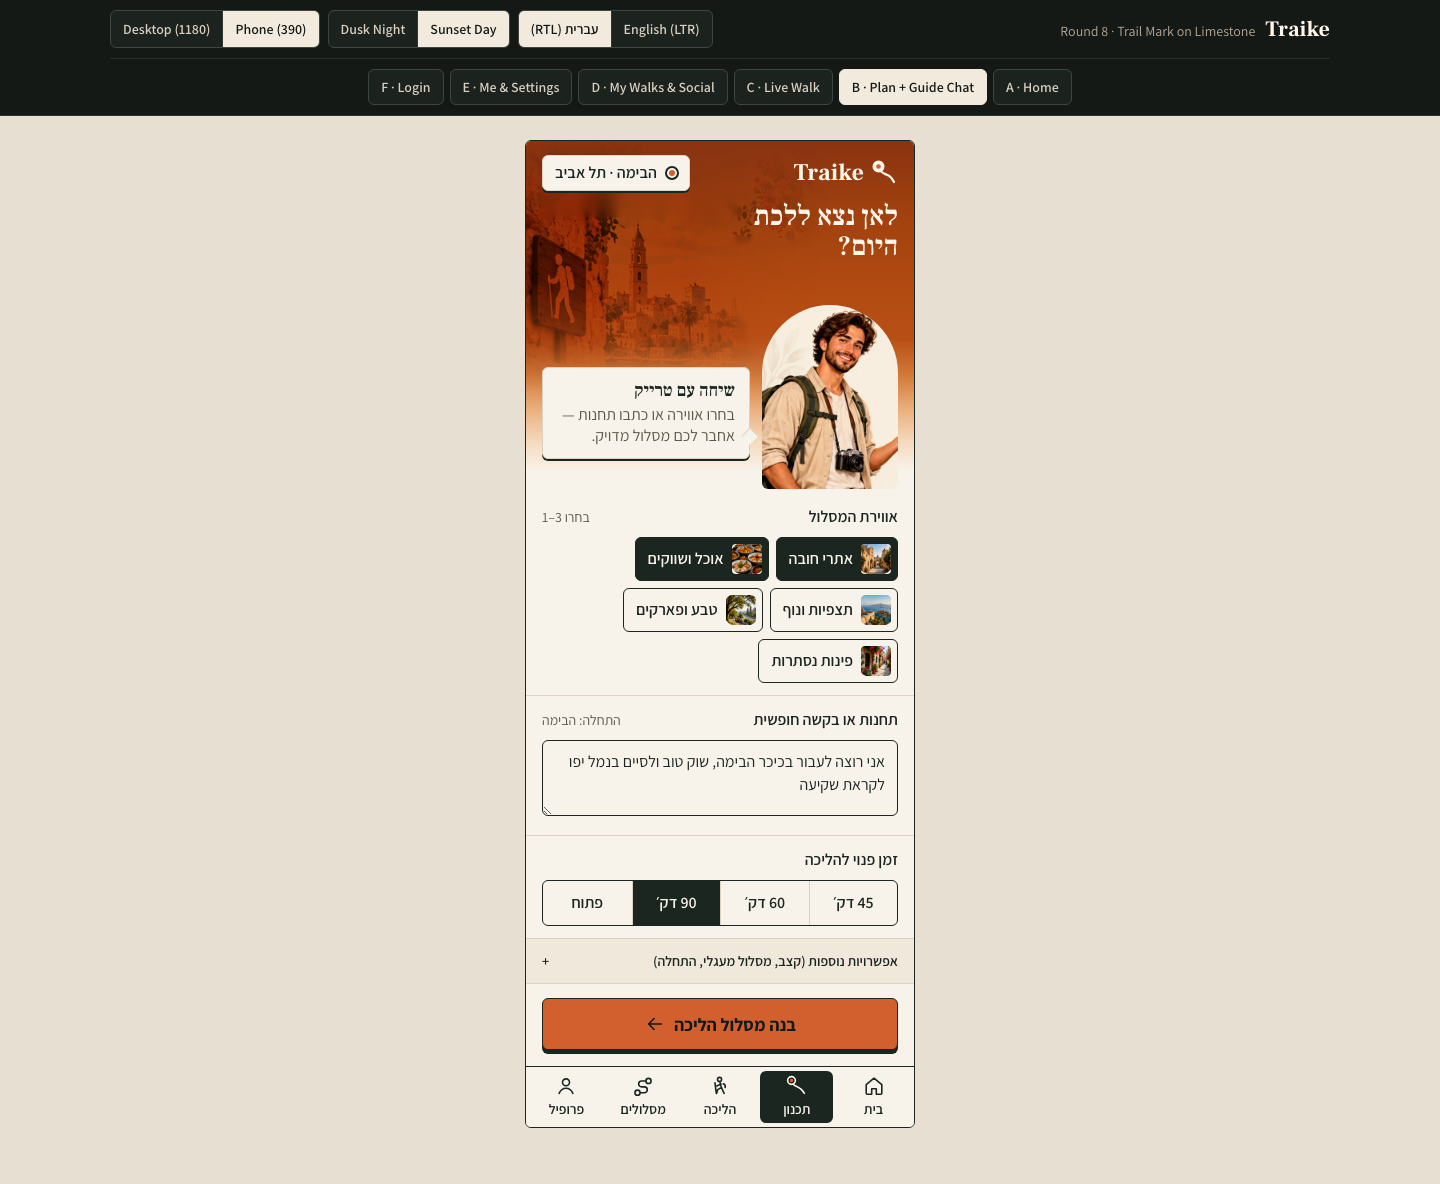 Traike Round 8 · Trail Mark on Limestone
English (LTR) עברית (RTL)
Sunset Day Dusk Night
Phone (390) Desktop (1180)
A · Home
B · Plan + Guide Chat
C · Live Walk
D · My Walks & Social
E · Me & Settings
F · Login
Traike
הבימה · תל אביב
לאן נצא ללכת
היום?
שיחה עם טרייק
בחרו אווירה או כתבו תחנות —
אחבר לכם מסלול מדויק.
אווירת המסלול
בחרו 1–3
אתרי חובה
אוכל ושווקים
תצפיות ונוף
טבע ופארקים
פינות נסתרות
תחנות או בקשה חופשית
התחלה: הבימה
אני רוצה לעבור בכיכר הבימה, שוק טוב ולסיים בנמל יפו
לקראת שקיעה
זמן פנוי להליכה
45 דק׳
60 דק׳
90 דק׳
פתוח
אפשרויות נוספות (קצב, מסלול מעגלי, התחלה) +
בנה מסלול הליכה ←
בית
תכנון
הליכה
מסלולים
פרופיל